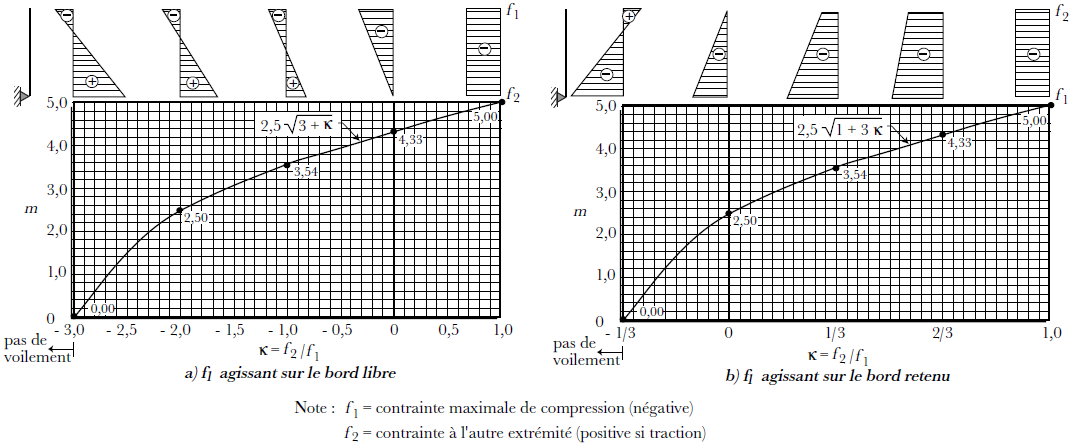 f1
f2
5,0
4,0
3,0
2,0
1,0
0
m
2,5 √3 + κ
5,00
4,33
3,54
2,50
0,00
- 3,0
- 2,5
- 2,0
- 1,5
- 1,0
- 0,5
0
0,5
1,0
pas de
voilement
κ = f2 / f1
a) f1 agissant sur le bord libre
f2
f1
5,0
4,0
3,0
2,0
1,0
0
m
2,5 √1 + 3 κ
5,00
4,33
3,54
2,50
0,00
- 1/3
0
1/3
2/3
1,0
pas de
voilement
κ = f2 / f1
b) f1 agissant sur le bord retenu
Note : f1 = contrainte maximale de compression (négative)
f2 = contrainte à l'autre extrémité (positive si traction)